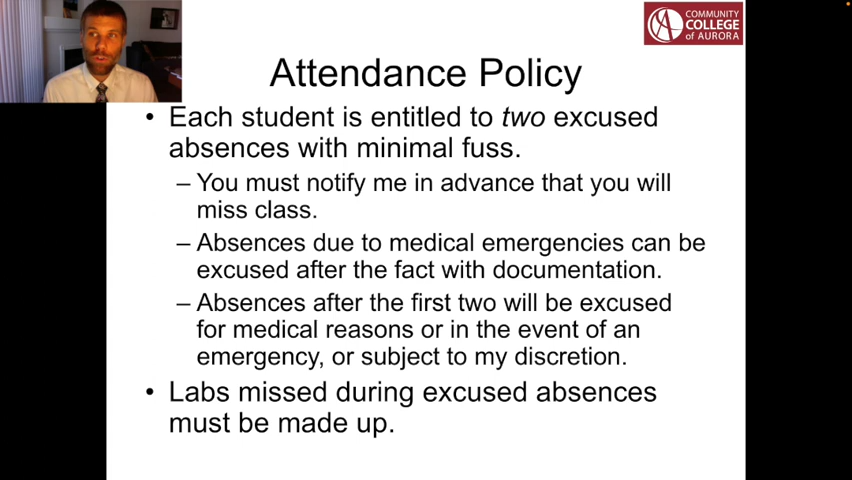 COMMUNITY
COLLEGE
of AURORA
Attendance Policy
• Each student is entitled to two excused
absences with minimal fuss.
– You must notify me in advance that you will
miss class.
– Absences due to medical emergencies can be
excused after the fact with documentation.
– Absences after the first two will be excused
for medical reasons or in the event of an
emergency, or subject to my discretion.
• Labs missed during excused absences
must be made up.